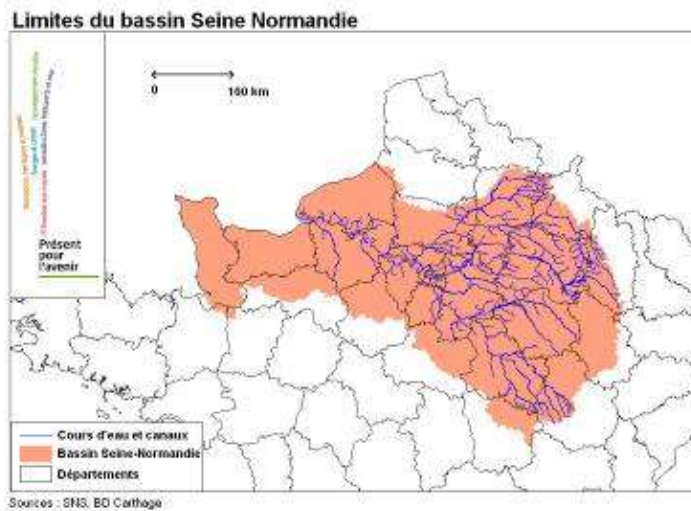 Limites du bassin Seine Normandie
0 160 km
Présent
pour
l'avenir
Cours d'eau et canaux
Bassin Seine-Normandie
Départements
Sources : SNS, BD Carthage